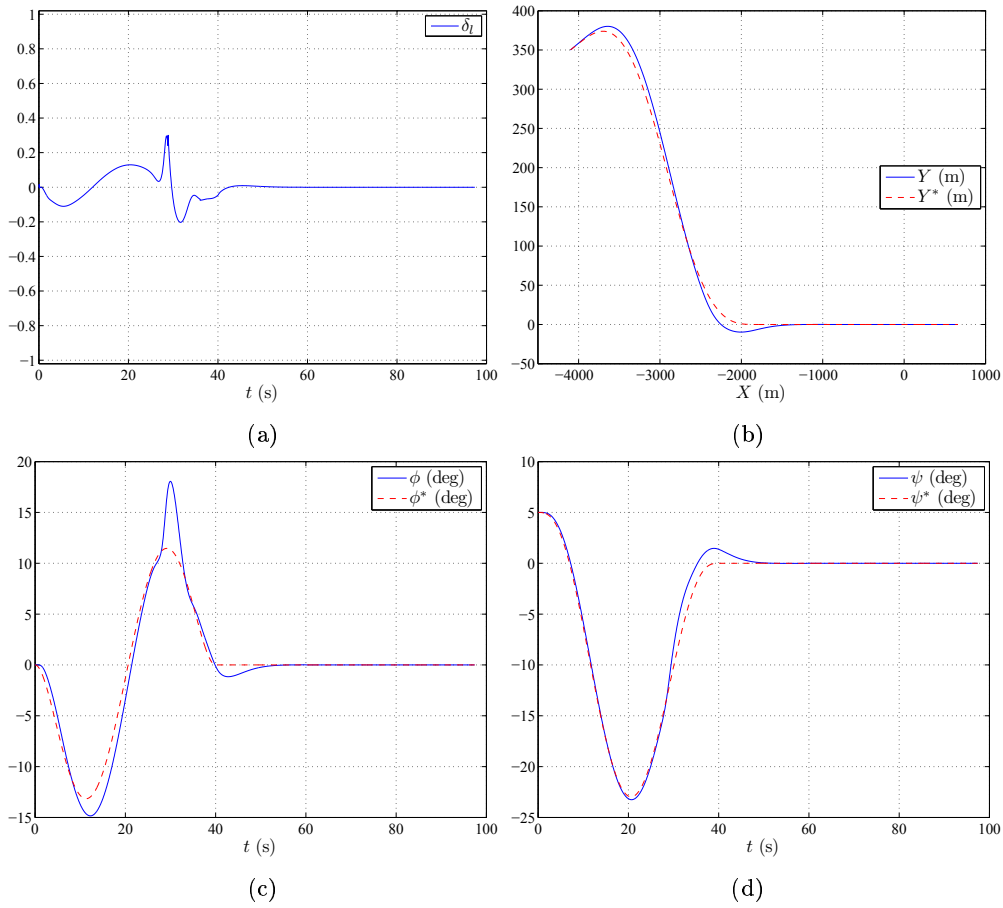 1
0.8
0.6
0.4
0.2
0
−0.2
−0.4
−0.6
−0.8
−1
0 20 40 60 80 100
t (s)
δ_l
(a)
400
350
300
250
200
150
100
50
0
−50
−4000 −3000 −2000 −1000 0 1000
X (m)
Y (m)
Y* (m)
(b)
20
15
10
5
0
−5
−10
−15
0 20 40 60 80 100
t (s)
ϕ (deg)
ϕ* (deg)
(c)
10
5
0
−5
−10
−15
−20
−25
0 20 40 60 80 100
t (s)
ψ (deg)
ψ* (deg)
(d)